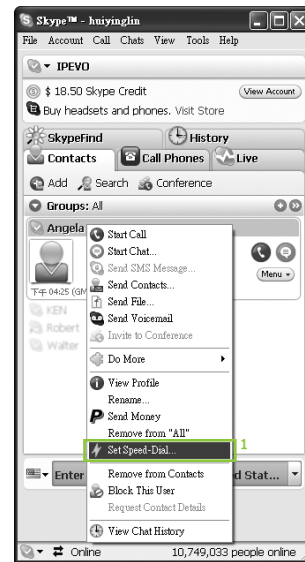 Skype™ - huiyinglin
File Account Call Chats View Tools Help
IPEVO
$ 18.50 Skype Credit View Account
Buy headsets and phones. Visit Store
SkypeFind History
Contacts Call Phones Live
Add Search Conference
Groups: All
Angela
Start Call
Start Chat...
Send SMS Message... Menu
Send Contacts...
下午 04:25 (GM
Send File...
KEN
Send Voicemail
Robert
Invite to Conference
Walter
Do More
View Profile
Rename...
Send Money
Remove from "All"
Set Speed-Dial... 1
Enter d Stat...
Remove from Contacts
Block This User
Request Contact Details
View Chat History
Online 10,749,033 people online